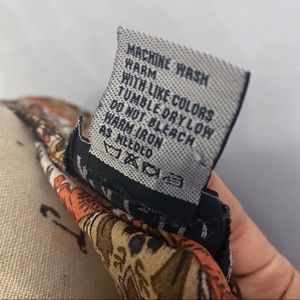 MACHINE WASH
WARM
WITH LIKE COLORS
TUMBLE DRY LOW
DO NOT BLEACH
WARM IRON
AS NEEDED